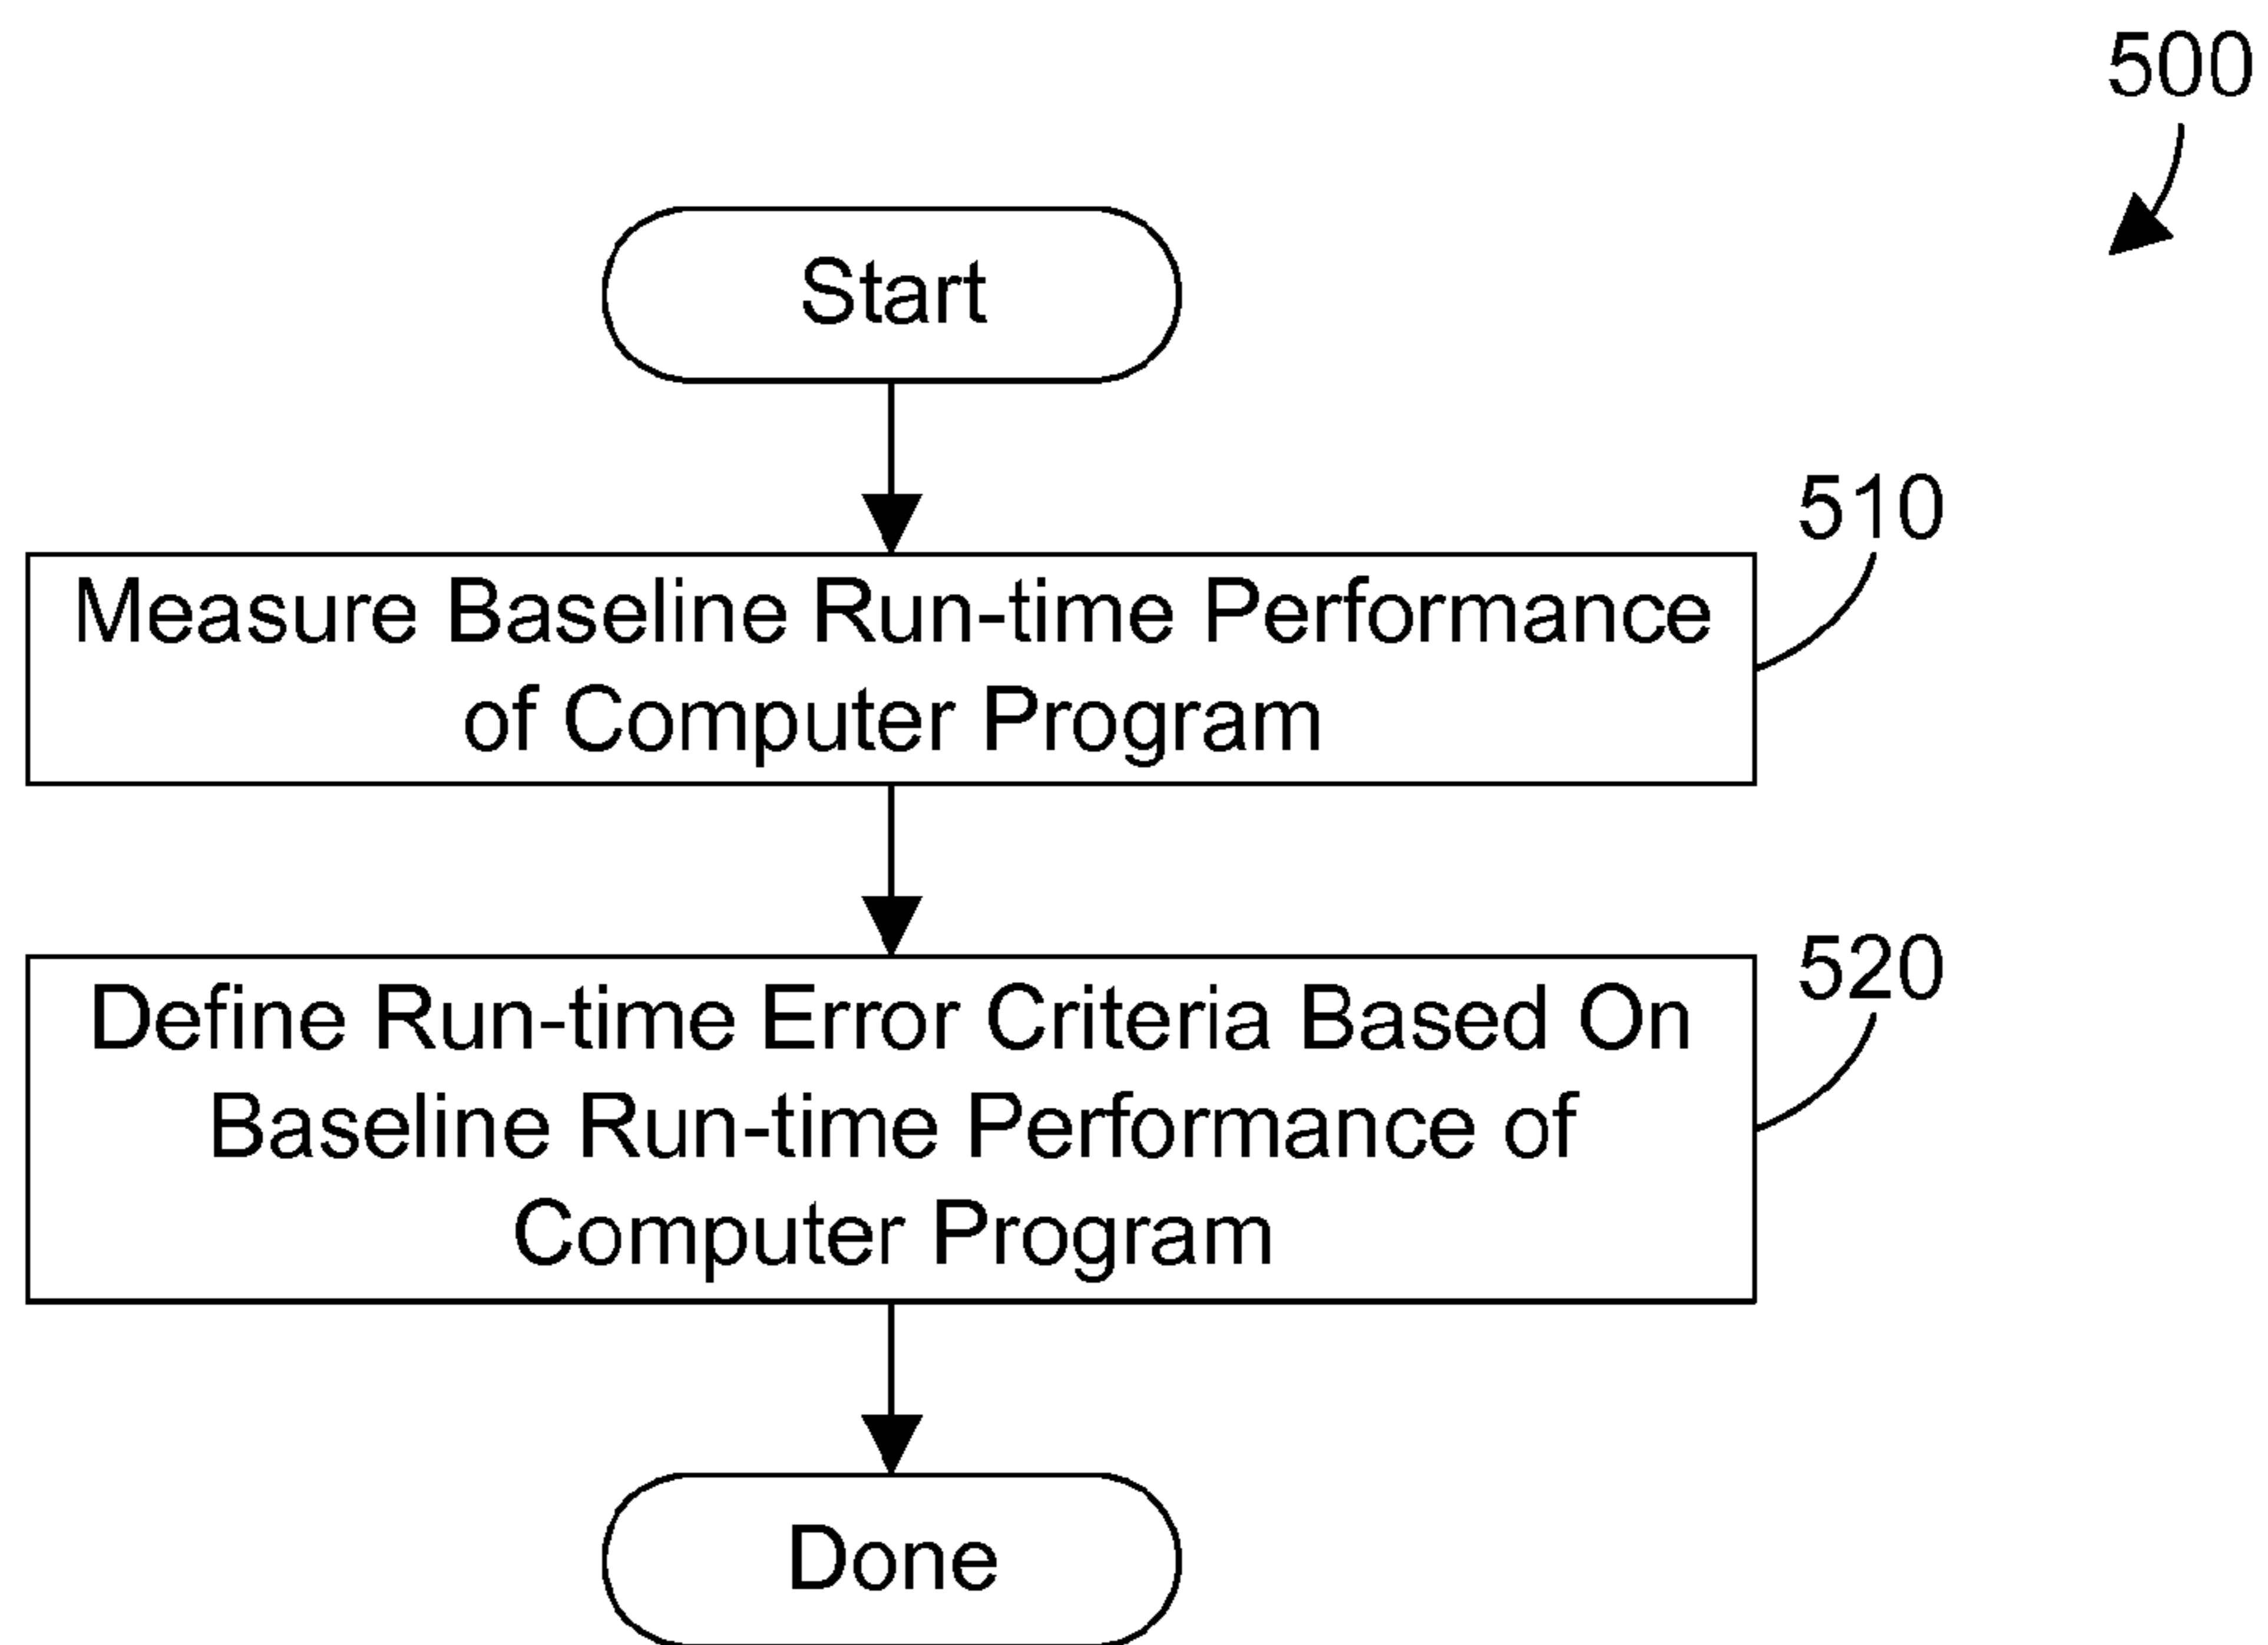 500
Start
510
Measure Baseline Run-time Performance
of Computer Program
520
Define Run-time Error Criteria Based On
Baseline Run-time Performance of
Computer Program
Done